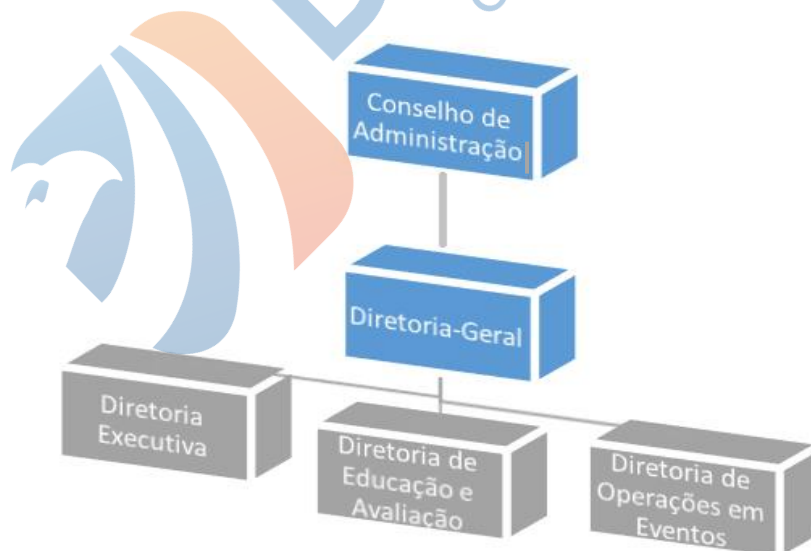 Conselho de
Administração
Diretoria-Geral
Diretoria
Executiva
Diretoria de
Educação e
Avaliação
Diretoria de
Operações em
Eventos